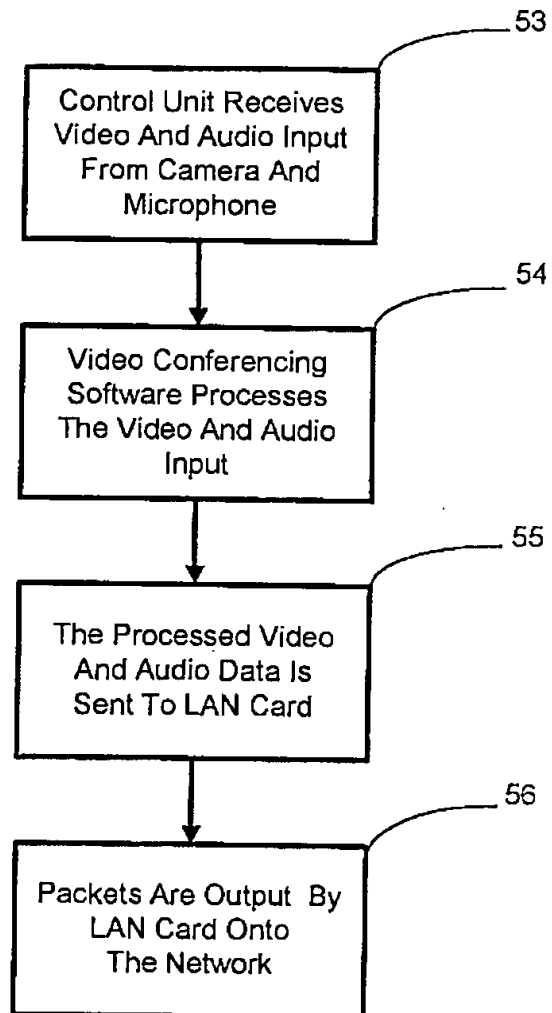 53
Control Unit Receives
Video And Audio Input
From Camera And
Microphone
54
Video Conferencing
Software Processes
The Video And Audio
Input
55
The Processed Video
And Audio Data Is
Sent To LAN Card
56
Packets Are Output By
LAN Card Onto
The Network